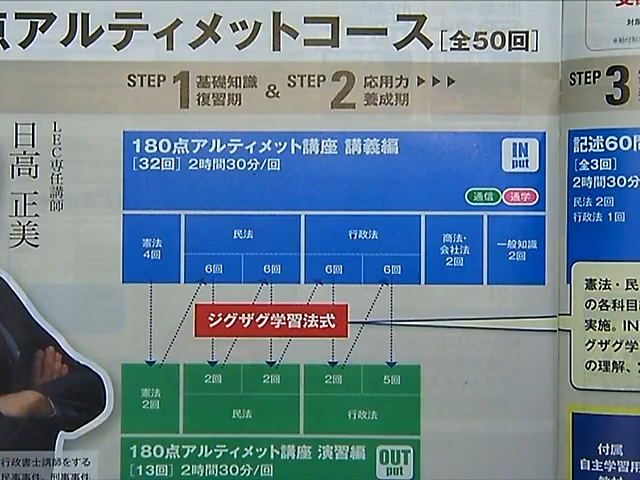 点アルティメットコース[全50回]
STEP 1 基礎知識復習期 & STEP 2 応用力養成期 ▶▶▶
STEP 3
LEC専任講師
日高 正美
180点アルティメット講座 講義編
[32回] 2時間30分/回
IN put
通信 通学
憲法 4回
民法
6回 6回
行政法
6回 6回
商法・会社法 2回
一般知識 2回
ジグザグ学習法式
憲法 2回
2回 2回
民法
2回 5回
行政法
180点アルティメット講座 演習編
[13回] 2時間30分/回
OUT put
記述60問
[全3回]
2時間30分
民法 2回
行政法 1回
憲法・民
の各科目
実施。IN
グザグ学
の理解、
付属
自主学習用
行政書士講師をする
民事事件、刑事事件